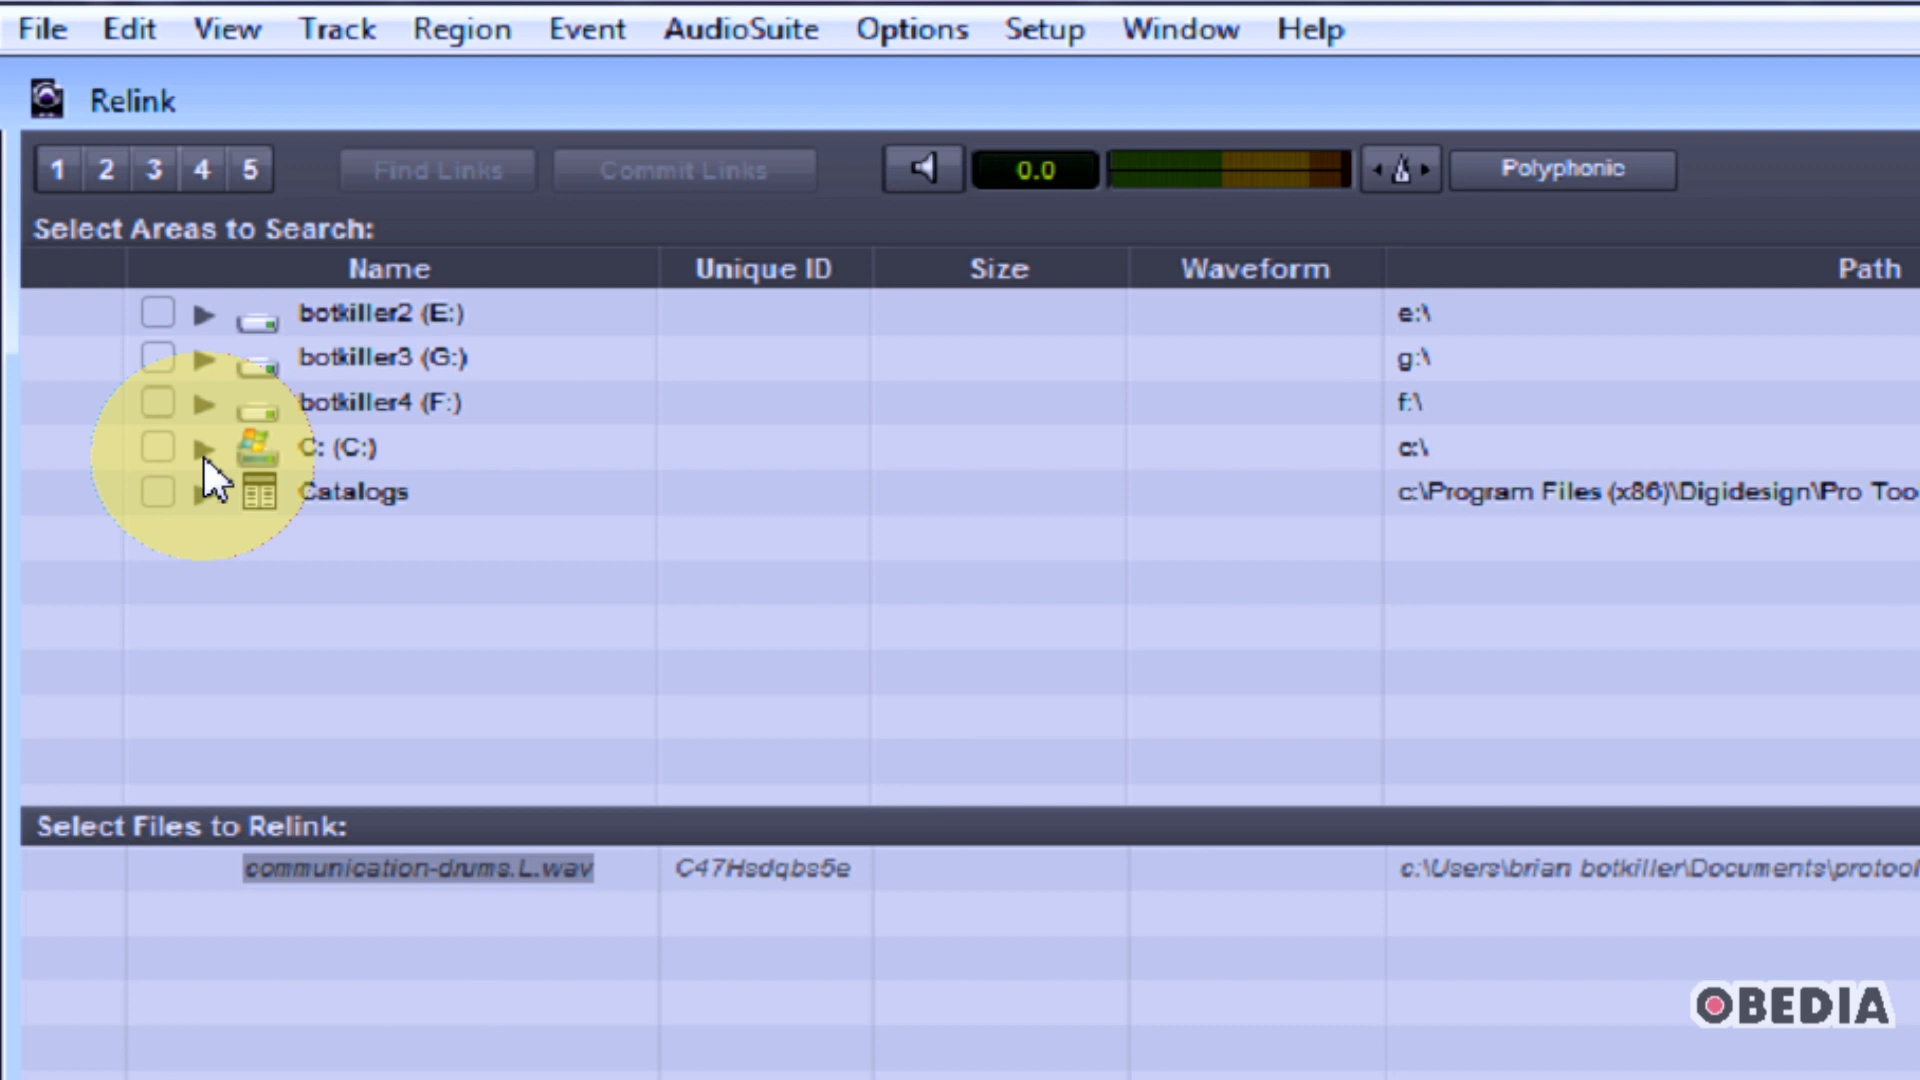 File Edit View Track Region Event AudioSuite Options Setup Window Help
Relink
1 2 3 4 5 Find Links Commit Links 0.0 Polyphonic
Select Areas to Search:
Name Unique ID Size Waveform Path
botkiller2 (E:) e:\
botkiller3 (G:) g:\
botkiller4 (F:) f:\
C: (C:) c:\
Catalogs c:\Program Files (x86)\Digidesign\Pro Too
Select Files to Relink:
communication-drums.L.wav C47Hsdqbs5e c:\Users\brian botkiller\Documents\protool
OBEDIA